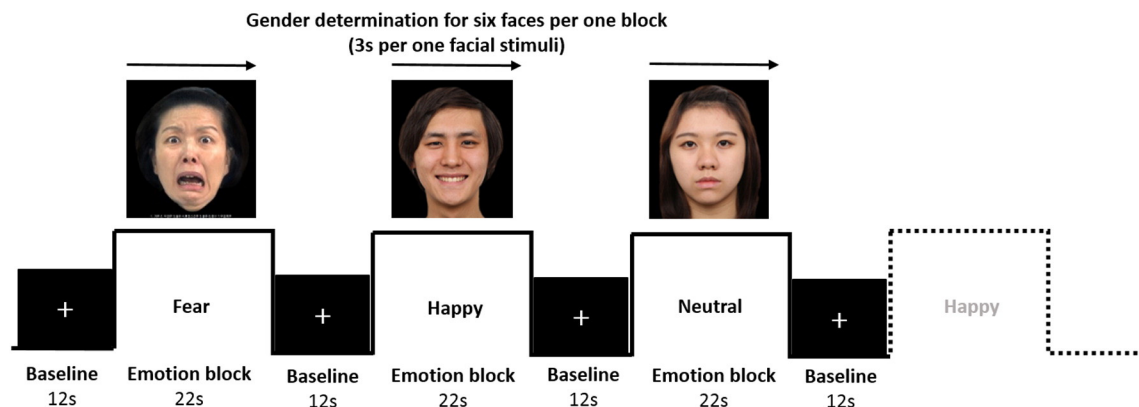 Gender determination for six faces per one block
(3s per one facial stimuli)
Fear
Happy
Neutral
Happy
Baseline
12s
Emotion block
22s
Baseline
12s
Emotion block
22s
Baseline
12s
Emotion block
22s
Baseline
12s